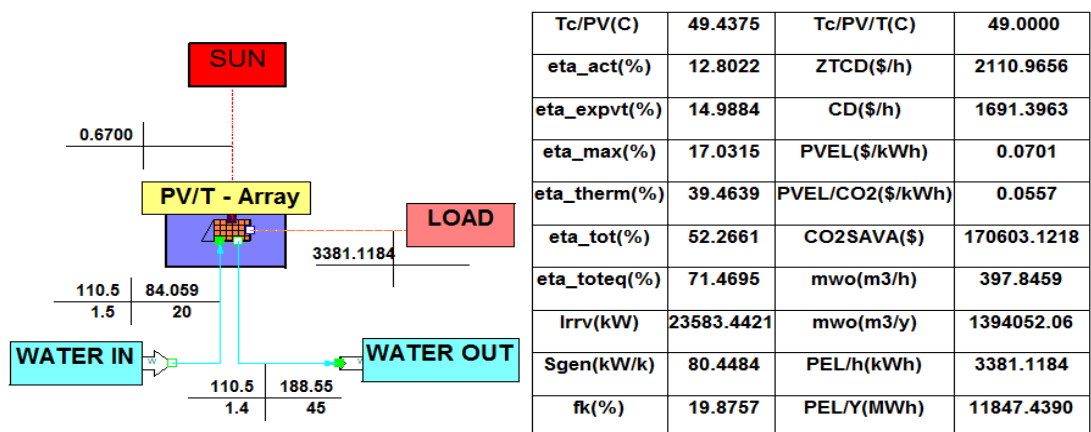 SUN
0.6700
PV/T - Array
LOAD
3381.1184
110.5 84.059
1.5 20
WATER IN
WATER OUT
110.5 188.55
1.4 45
Tc/PV(C) 49.4375 Tc/PV/T(C) 49.0000
eta_act(%) 12.8022 ZTCD($/h) 2110.9656
eta_expvt(%) 14.9884 CD($/h) 1691.3963
eta_max(%) 17.0315 PVEL($/kWh) 0.0701
eta_therm(%) 39.4639 PVEL/CO2($/kWh) 0.0557
eta_tot(%) 52.2661 CO2SAVA($) 170603.1218
eta_toteq(%) 71.4695 mwo(m3/h) 397.8459
Irrv(kW) 23583.4421 mwo(m3/y) 1394052.06
Sgen(kW/k) 80.4484 PEL/h(kWh) 3381.1184
fk(%) 19.8757 PEL/Y(MWh) 11847.4390